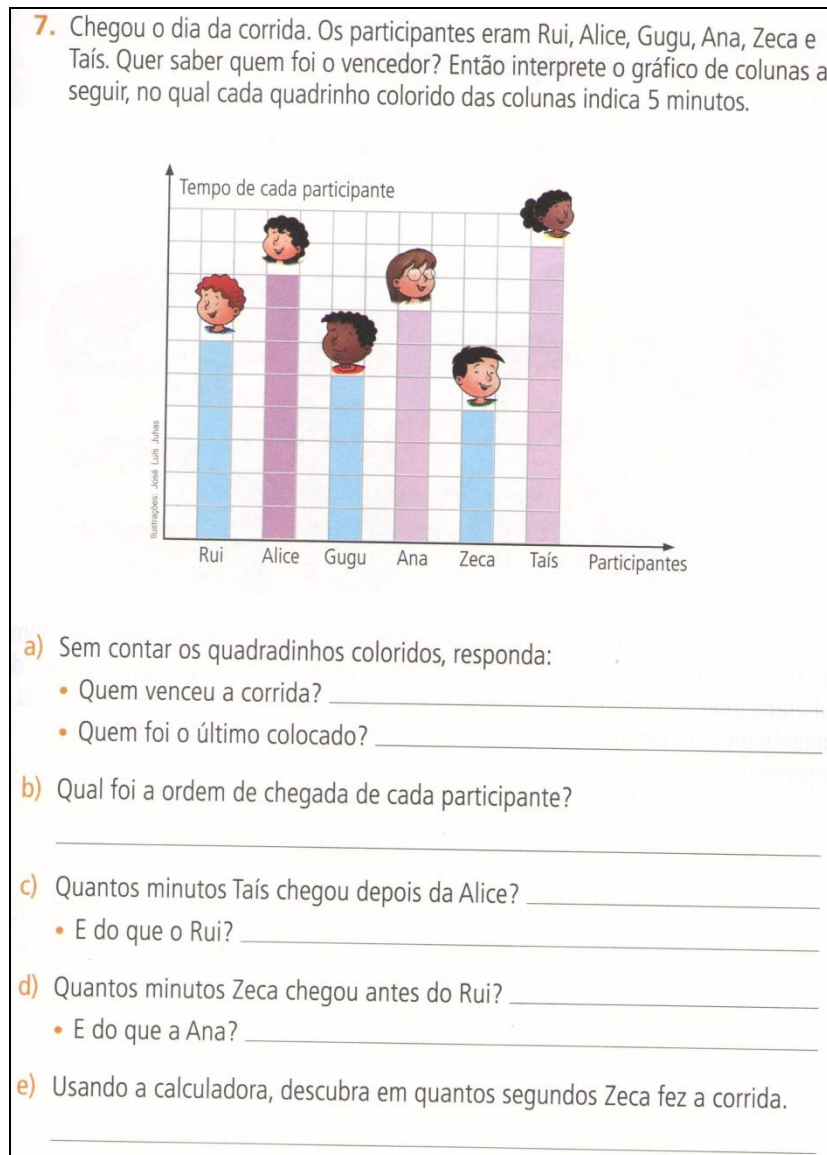 7. Chegou o dia da corrida. Os participantes eram Rui, Alice, Gugu, Ana, Zeca e
Taís. Quer saber quem foi o vencedor? Então interprete o gráfico de colunas a
seguir, no qual cada quadrinho colorido das colunas indica 5 minutos.
Tempo de cada participante
Ilustrações: José Luís Juhas
Rui Alice Gugu Ana Zeca Taís Participantes
a) Sem contar os quadradinhos coloridos, responda:
• Quem venceu a corrida?
• Quem foi o último colocado?
b) Qual foi a ordem de chegada de cada participante?
c) Quantos minutos Taís chegou depois da Alice?
• E do que o Rui?
d) Quantos minutos Zeca chegou antes do Rui?
• E do que a Ana?
e) Usando a calculadora, descubra em quantos segundos Zeca fez a corrida.